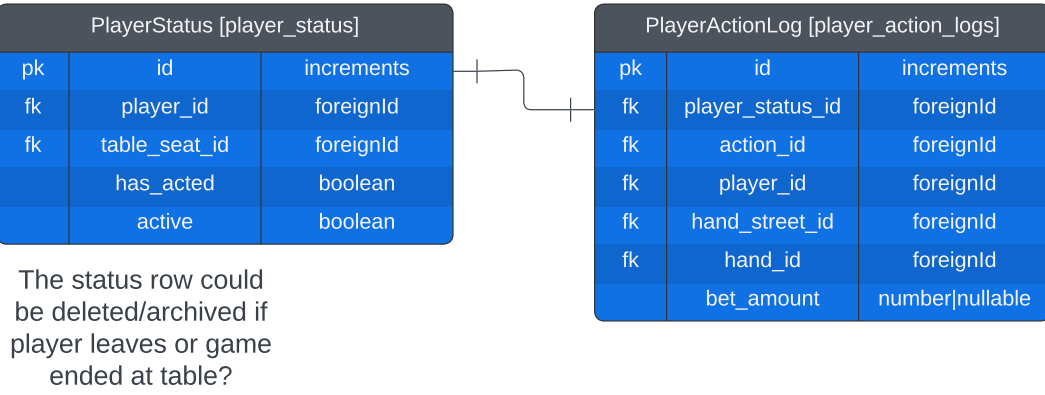 PlayerStatus [player_status]
pk id increments
fk player_id foreignId
fk table_seat_id foreignId
has_acted boolean
active boolean
The status row could
be deleted/archived if
player leaves or game
ended at table?
PlayerActionLog [player_action_logs]
pk id increments
fk player_status_id foreignId
fk action_id foreignId
fk player_id foreignId
fk hand_street_id foreignId
fk hand_id foreignId
bet_amount number|nullable